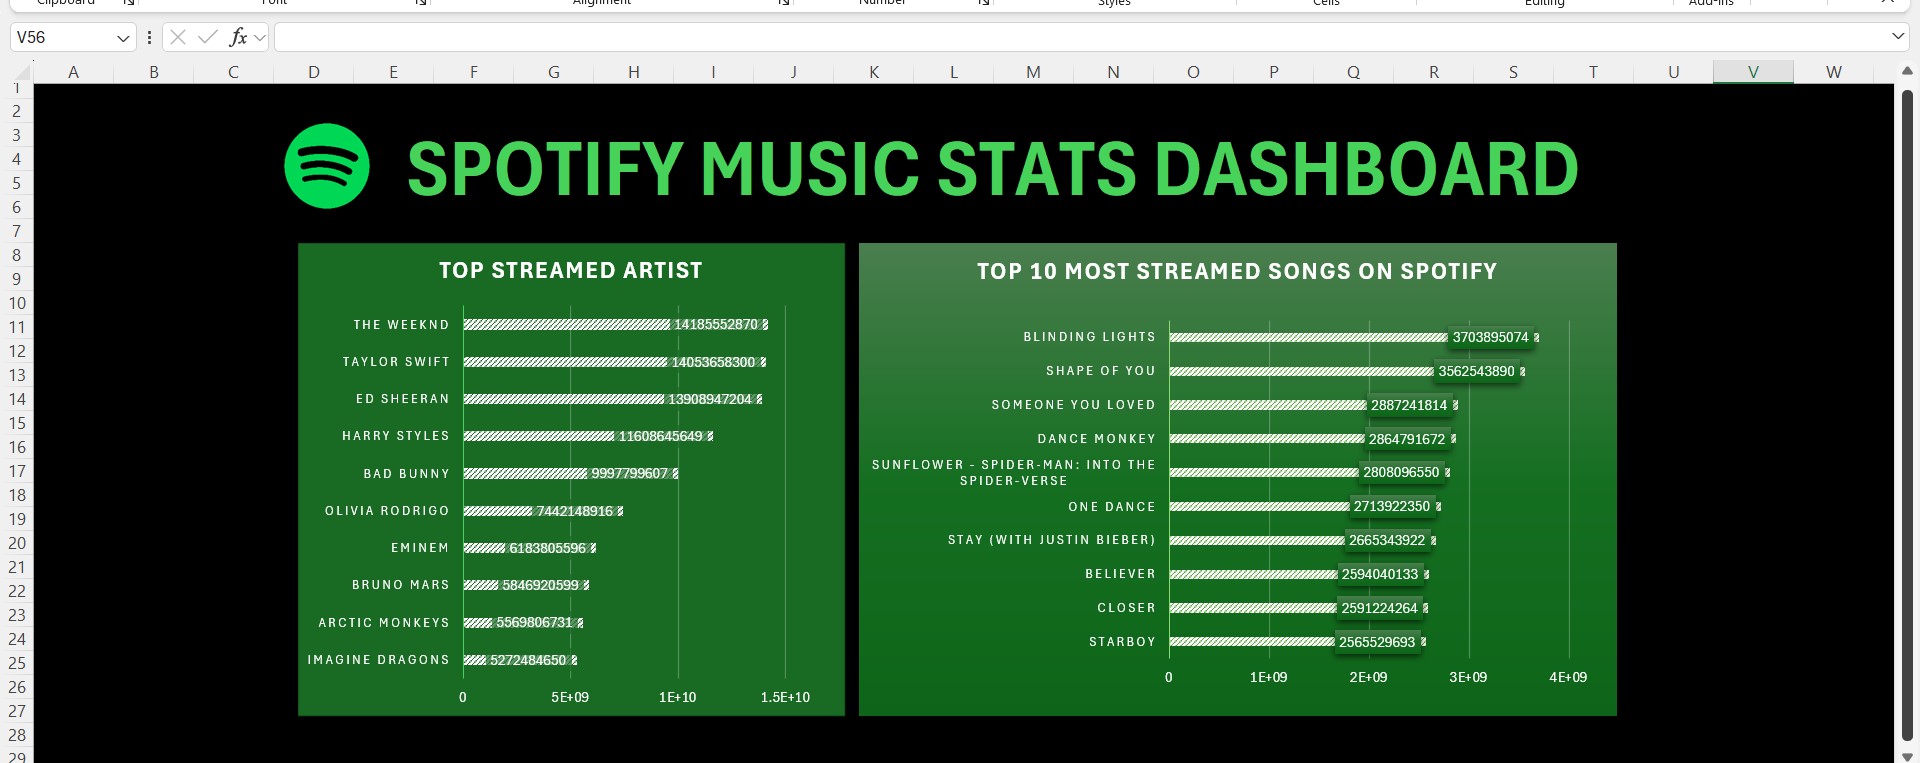 Clipboard Font Alignment Number Styles Cells Editing Add-ins
V56 fx
A B C D E F G H I J K L M N O P Q R S T U V W
1
2
3
4
5
6
7
8
9
10
11
12
13
14
15
16
17
18
19
20
21
22
23
24
25
26
27
28
29
SPOTIFY MUSIC STATS DASHBOARD
TOP STREAMED ARTIST
THE WEEKND 14185552870
TAYLOR SWIFT 14053658300
ED SHEERAN 13908947204
HARRY STYLES 11608645649
BAD BUNNY 9997799607
OLIVIA RODRIGO 7442148916
EMINEM 6183805596
BRUNO MARS 5846920599
ARCTIC MONKEYS 5569806731
IMAGINE DRAGONS 5272484650
0 5E+09 1E+10 1.5E+10
TOP 10 MOST STREAMED SONGS ON SPOTIFY
BLINDING LIGHTS 3703895074
SHAPE OF YOU 3562543890
SOMEONE YOU LOVED 2887241814
DANCE MONKEY 2864791672
SUNFLOWER - SPIDER-MAN: INTO THE
SPIDER-VERSE 2808096550
ONE DANCE 2713922350
STAY (WITH JUSTIN BIEBER) 2665343922
BELIEVER 2594040133
CLOSER 2591224264
STARBOY 2565529693
0 1E+09 2E+09 3E+09 4E+09